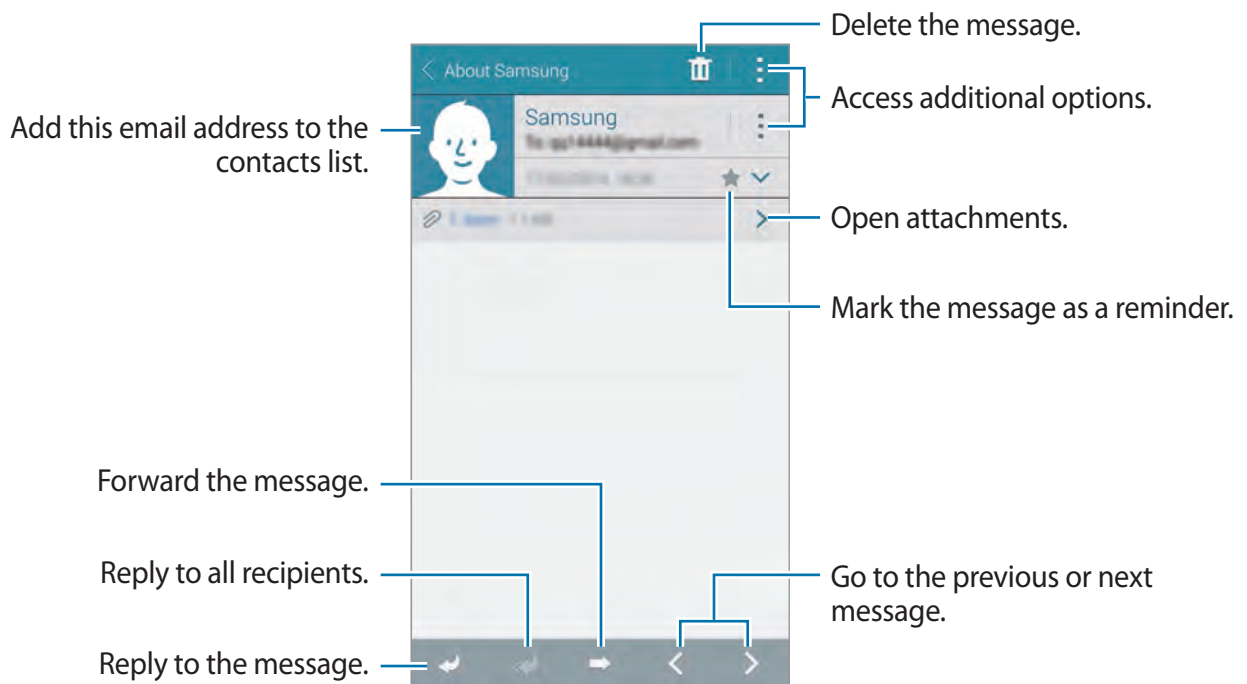 Delete the message.
About Samsung
Access additional options.
Add this email address to the
contacts list.
Samsung
Open attachments.
Mark the message as a reminder.
Forward the message.
Reply to all recipients.
Go to the previous or next
message.
Reply to the message.